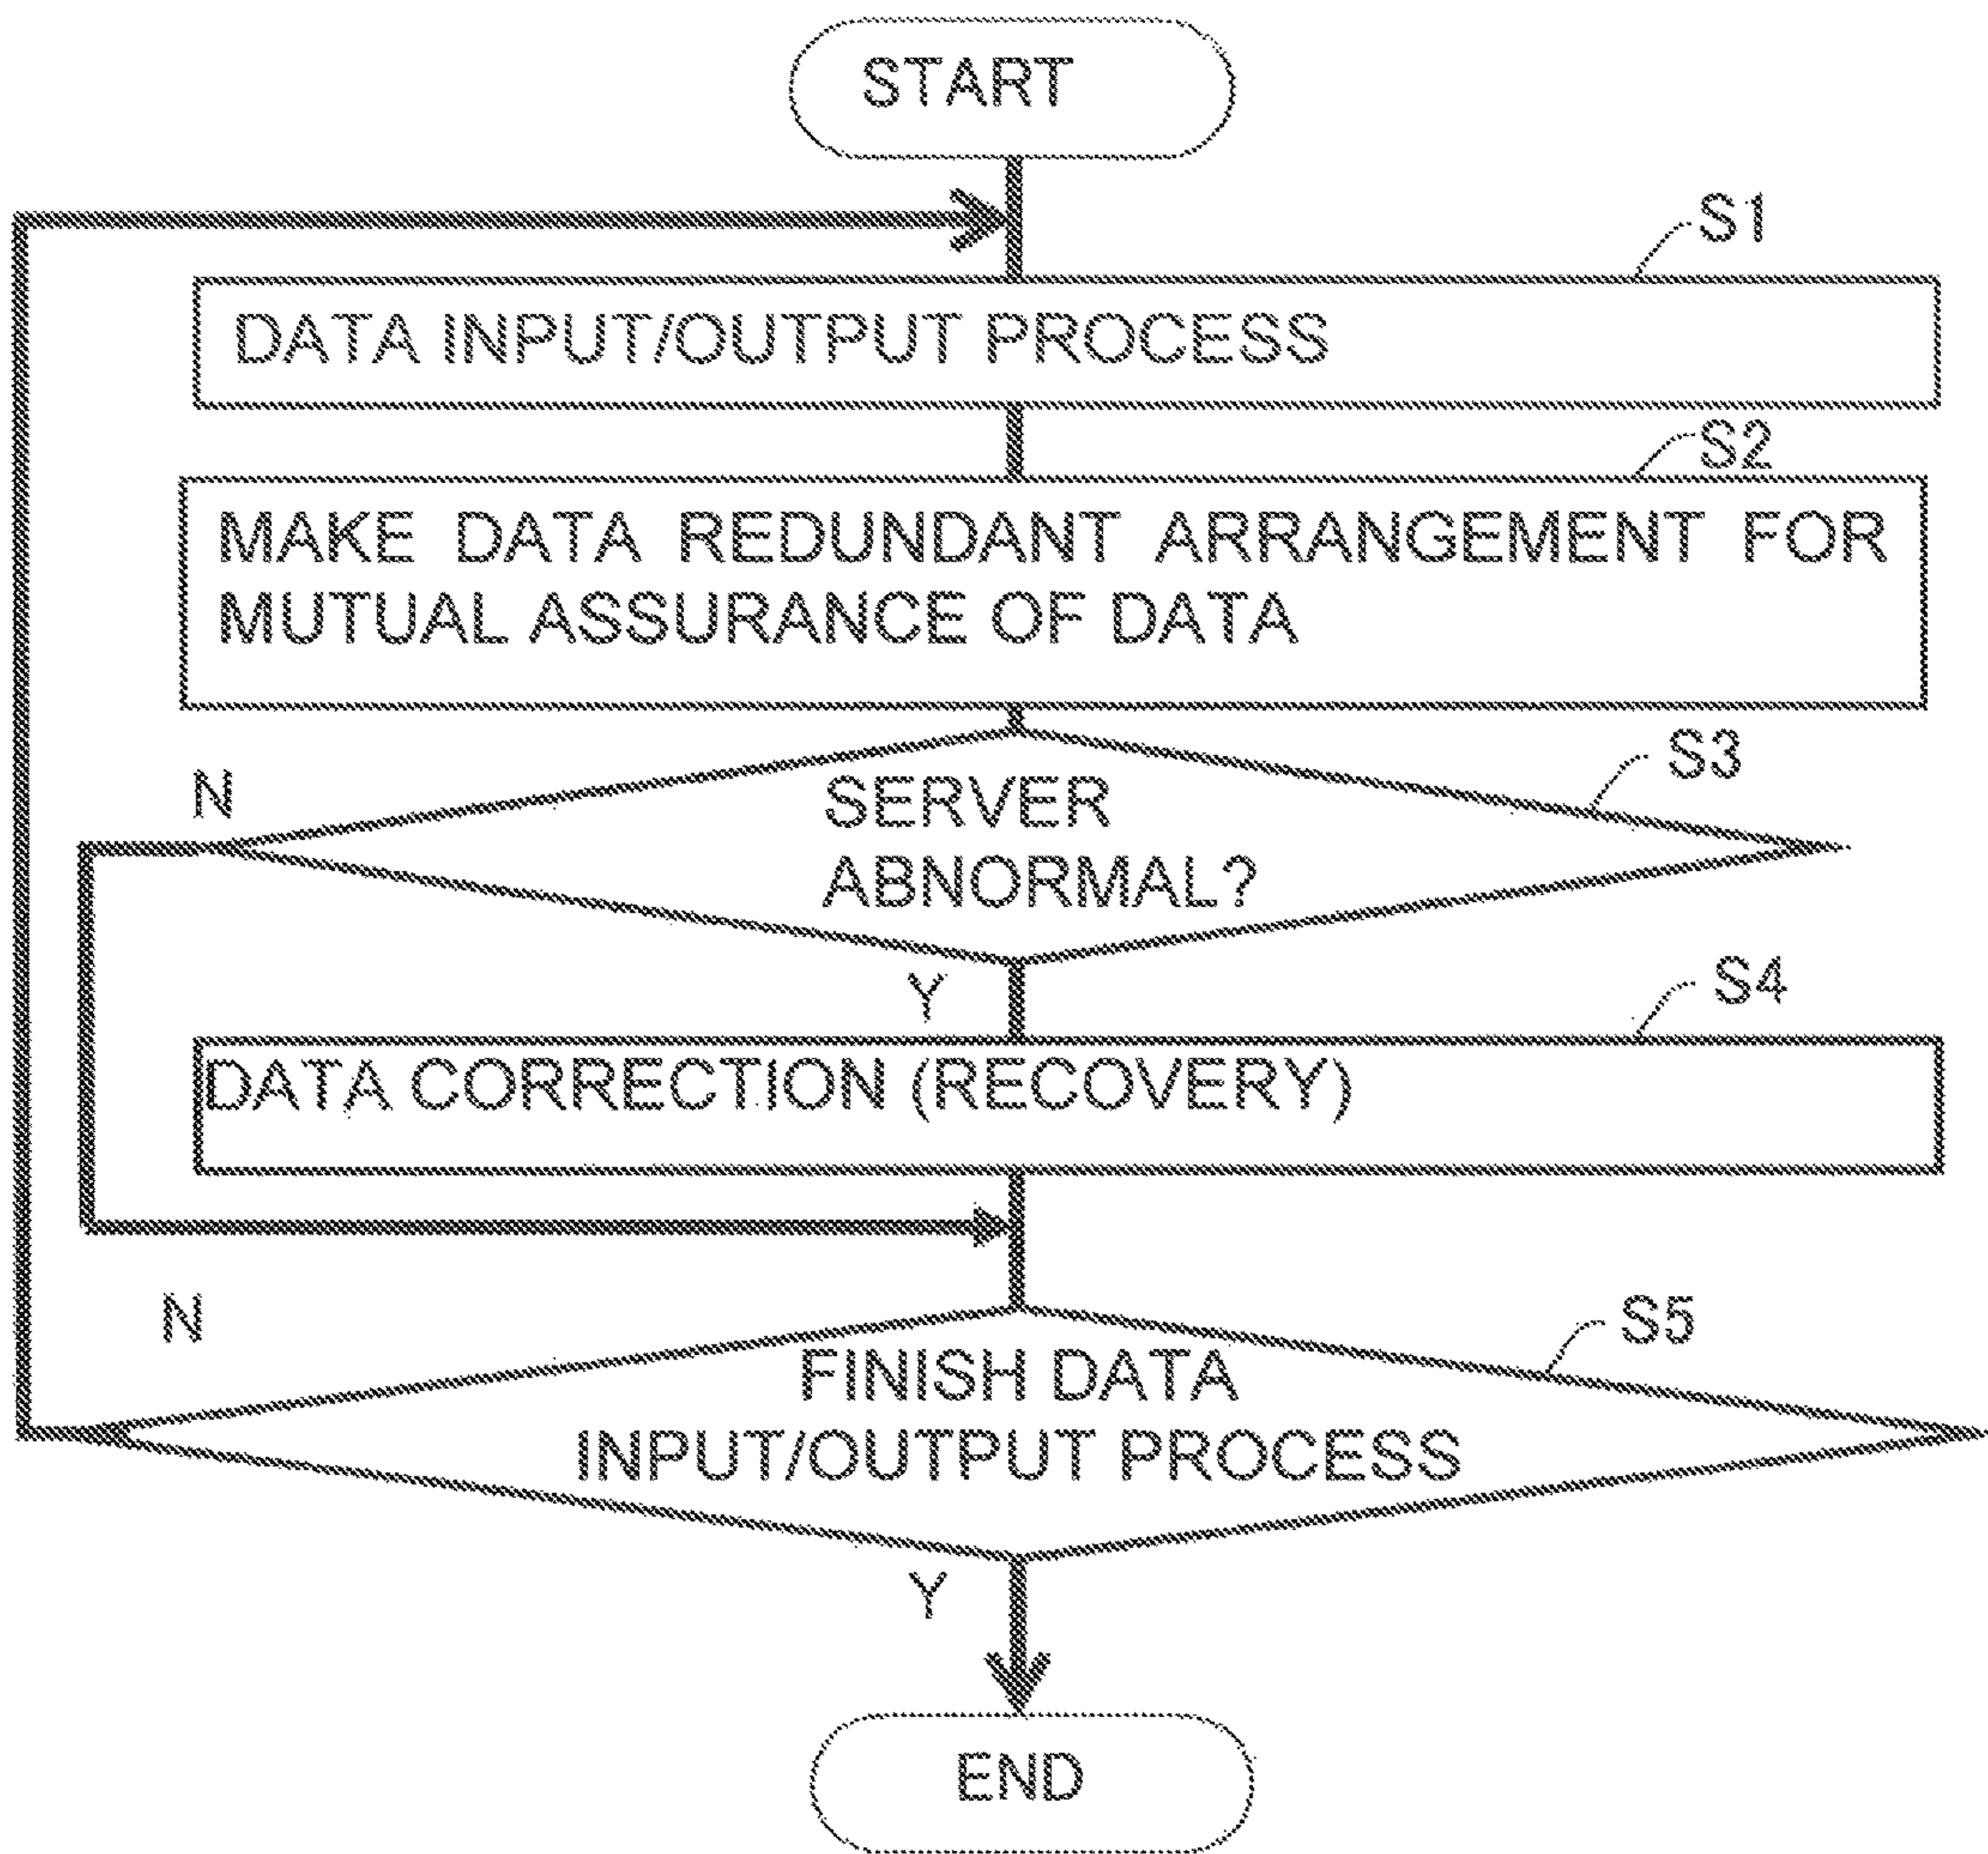 START
S1
DATA INPUT/OUTPUT PROCESS
S2
MAKE DATA REDUNDANT ARRANGEMENT FOR
MUTUAL ASSURANCE OF DATA
S3
N
SERVER
ABNORMAL?
Y
S4
DATA CORRECTION (RECOVERY)
N
S5
FINISH DATA
INPUT/OUTPUT PROCESS
Y
END